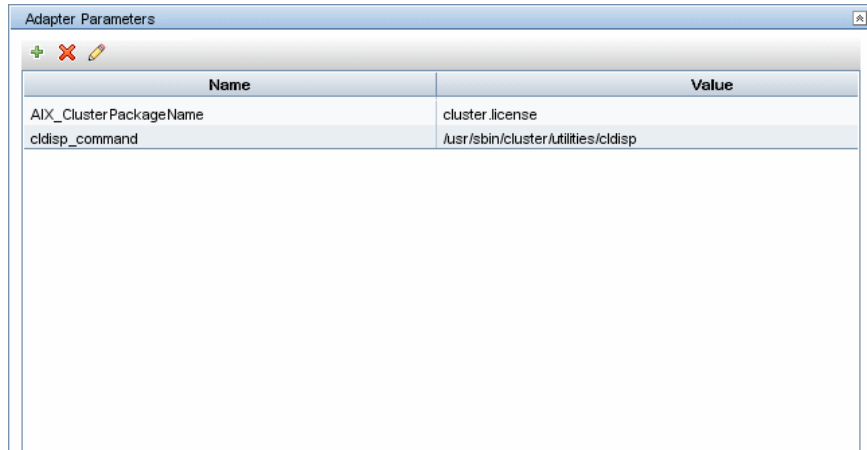 Adapter Parameters
Name Value
AIX_ClusterPackageName cluster.license
cldisp_command /usr/sbin/cluster/utilities/cldisp